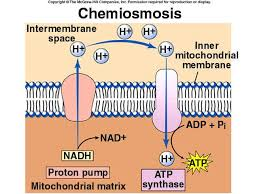 Copyright © The McGraw-Hill Companies, Inc. Permission required for reproduction or display.
Chemiosmosis
Intermembrane
space
H+
H+
H+
H+
Inner
mitochondrial
membrane
H+
NAD+
ADP + Pi
NADH
H+
ATP
Proton pump
Mitochondrial matrix
ATP
synthase